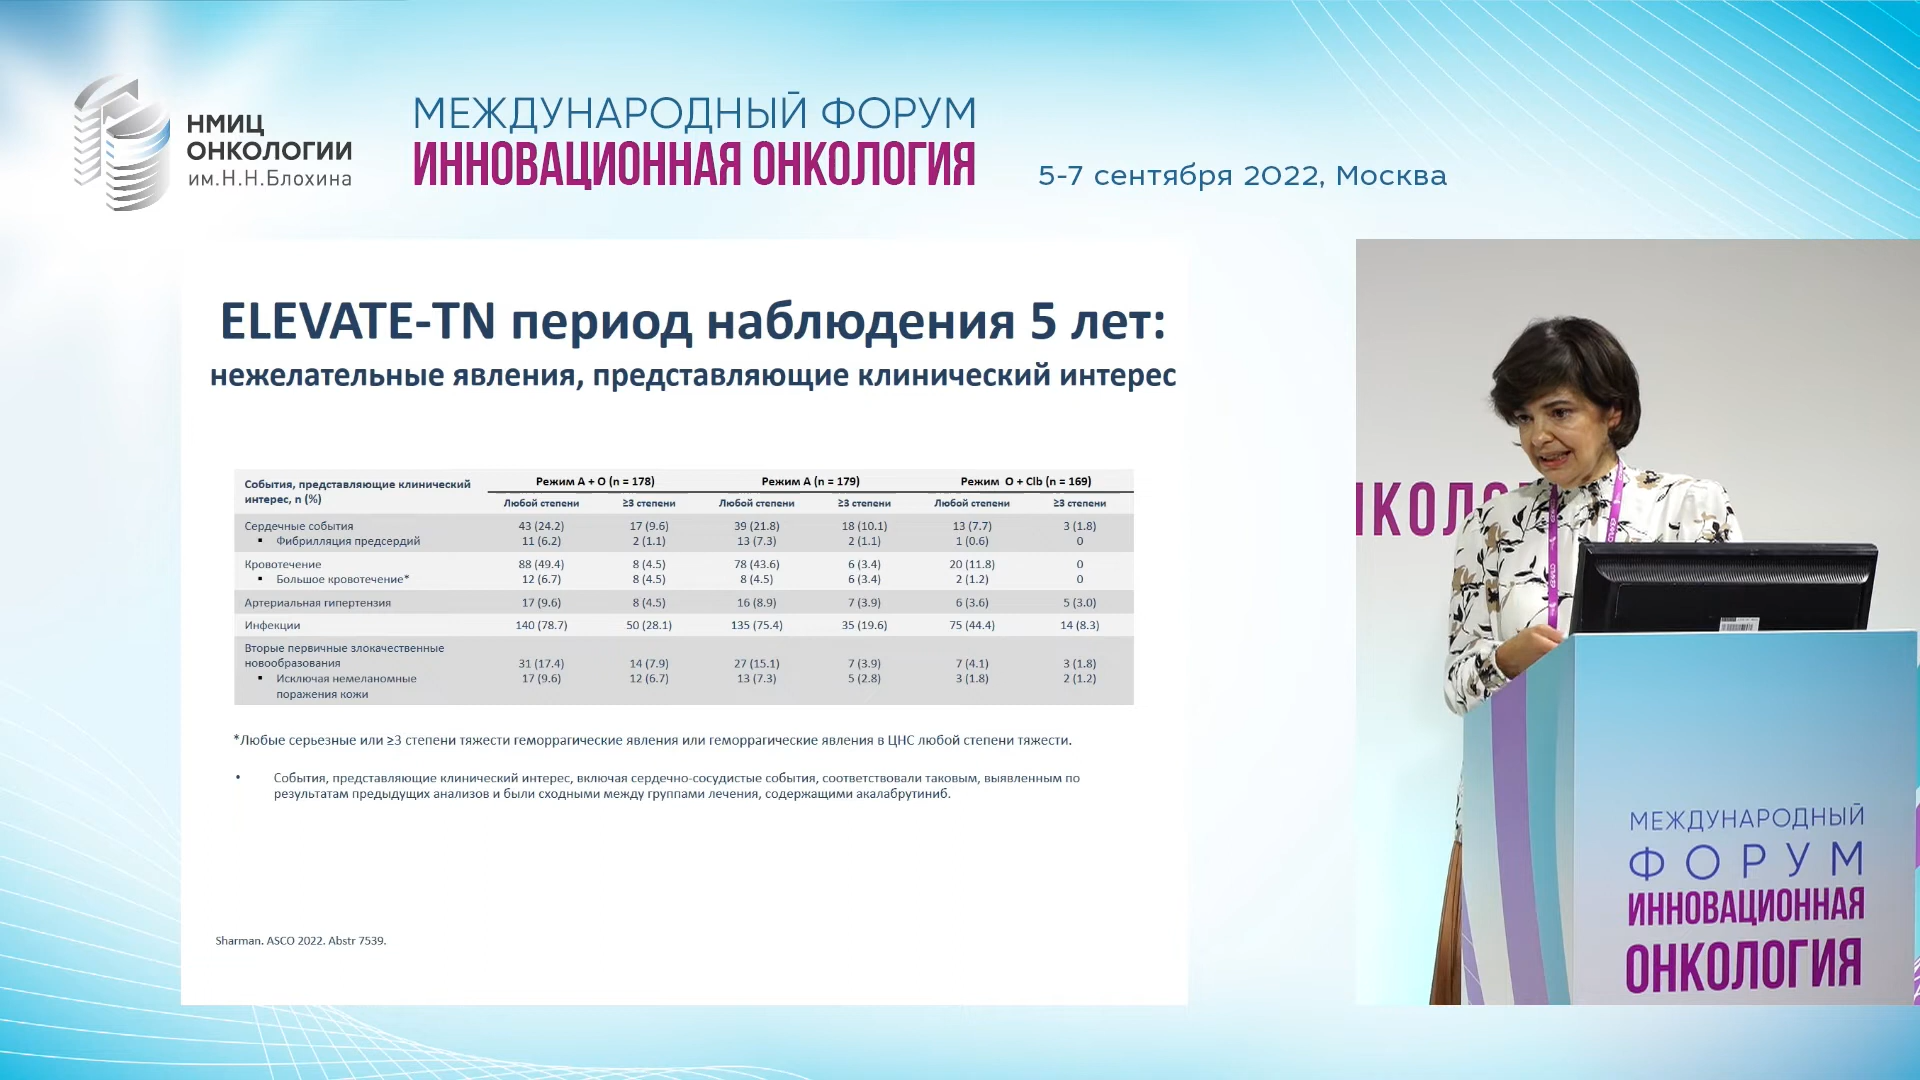 НМИЦ
ОНКОЛОГИИ
им.Н.Н.Блохина
МЕЖДУНАРОДНЫЙ ФОРУМ
ИННОВАЦИОННАЯ ОНКОЛОГИЯ
5-7 сентября 2022, Москва
ELEVATE-TN период наблюдения 5 лет:
нежелательные явления, представляющие клинический интерес
События, представляющие клинический
интерес, n (%)
Режим A + O (n = 178) Режим A (n = 179) Режим O + Clb (n = 169)
Любой степени ≥3 степени Любой степени ≥3 степени Любой степени ≥3 степени
Сердечные события 43 (24.2) 17 (9.6) 39 (21.8) 18 (10.1) 13 (7.7) 3 (1.8)
▪ Фибрилляция предсердий 11 (6.2) 2 (1.1) 13 (7.3) 2 (1.1) 1 (0.6) 0
Кровотечение 88 (49.4) 8 (4.5) 78 (43.6) 6 (3.4) 20 (11.8) 0
▪ Большое кровотечение* 12 (6.7) 8 (4.5) 8 (4.5) 6 (3.4) 2 (1.2) 0
Артериальная гипертензия 17 (9.6) 8 (4.5) 16 (8.9) 7 (3.9) 6 (3.6) 5 (3.0)
Инфекции 140 (78.7) 50 (28.1) 135 (75.4) 35 (19.6) 75 (44.4) 14 (8.3)
Вторые первичные злокачественные
новообразования 31 (17.4) 14 (7.9) 27 (15.1) 7 (3.9) 7 (4.1) 3 (1.8)
▪ Исключая немеланомные 17 (9.6) 12 (6.7) 13 (7.3) 5 (2.8) 3 (1.8) 2 (1.2)
поражения кожи
*Любые серьезные или ≥3 степени тяжести геморрагические явления или геморрагические явления в ЦНС любой степени тяжести.
• События, представляющие клинический интерес, включая сердечно-сосудистые события, соответствовали таковым, выявленным по
результатам предыдущих анализов и были сходными между группами лечения, содержащими акалабрутиниб.
Sharman. ASCO 2022. Abstr 7539.
НКОЛО
МЕЖДУНАРОДНЫЙ
ФОРУМ
ИННОВАЦИОННАЯ
ОНКОЛОГИЯ